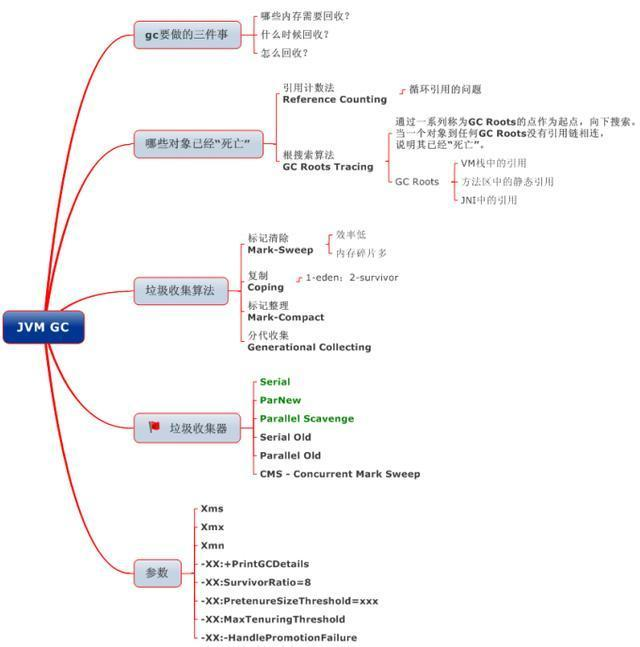 JVM GC
gc要做的三件事
哪些内存需要回收?
什么时候回收?
怎么回收?
哪些对象已经“死亡”
引用计数法
Reference Counting
循环引用的问题
根搜索算法
GC Roots Tracing
通过一系列称为GC Roots的点作为起点，向下搜索。
当一个对象到任何GC Roots没有引用链相连，
说明其已经“死亡”。
GC Roots
VM栈中的引用
方法区中的静态引用
JNI中的引用
垃圾收集算法
标记清除
Mark-Sweep
效率低
内存碎片多
复制
Coping
1-eden; 2-survivor
标记整理
Mark-Compact
分代收集
Generational Collecting
垃圾收集器
Serial
ParNew
Parallel Scavenge
Serial Old
Parallel Old
CMS - Concurrent Mark Sweep
参数
Xms
Xmx
Xmn
-XX:+PrintGCDetails
-XX:SurvivorRatio=8
-XX:PretenureSizeThreshold=xxx
-XX:MaxTenuringThreshold
-XX:-HandlePromotionFailure